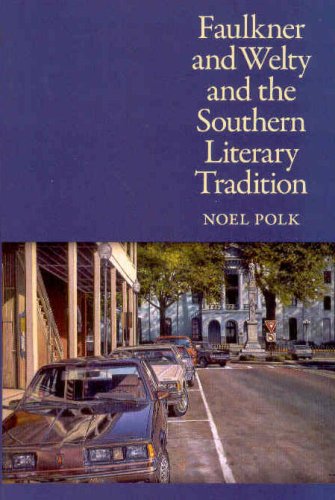 Faulkner
and Welty
and the
Southern
Literary
Tradition
NOEL POLK